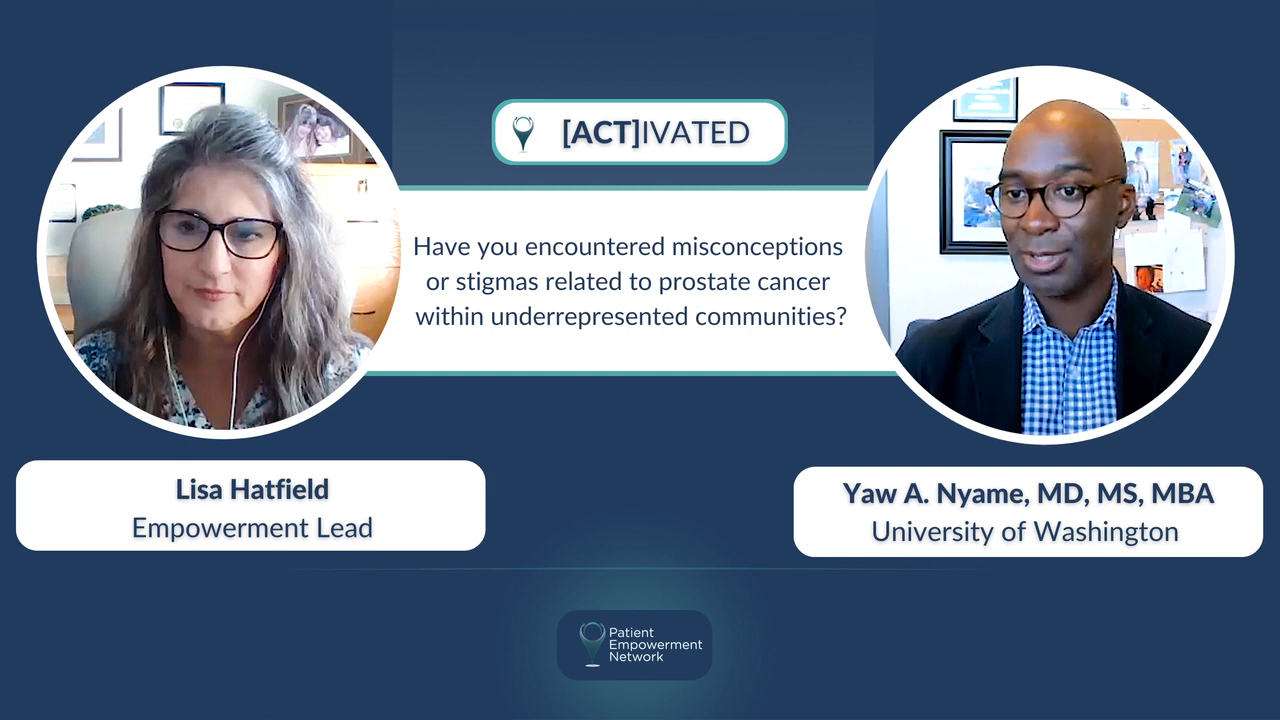 [ACT]IVATED
Have you encountered misconceptions
or stigmas related to prostate cancer
within underrepresented communities?
Lisa Hatfield
Empowerment Lead
Yaw A. Nyame, MD, MS, MBA
University of Washington
Patient
Empowerment
Network